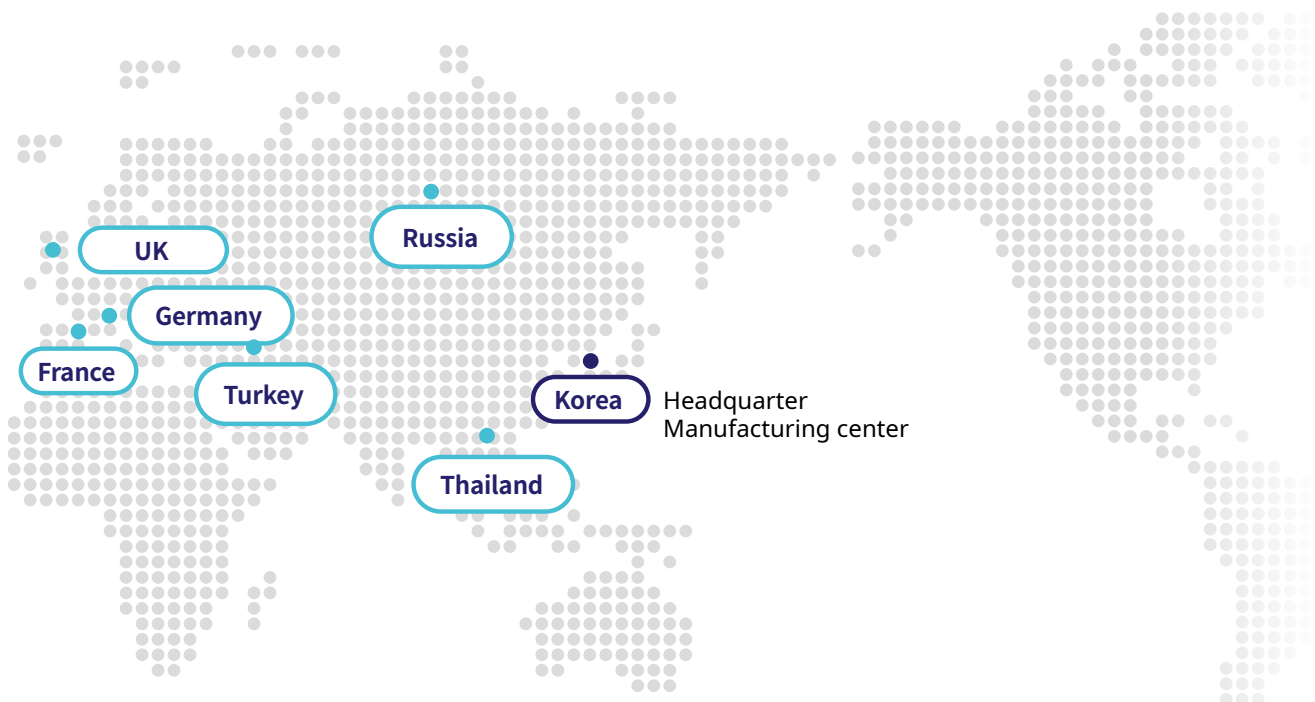 Russia
UK
Germany
France
Turkey
Korea
Headquarter
Manufacturing center
Thailand